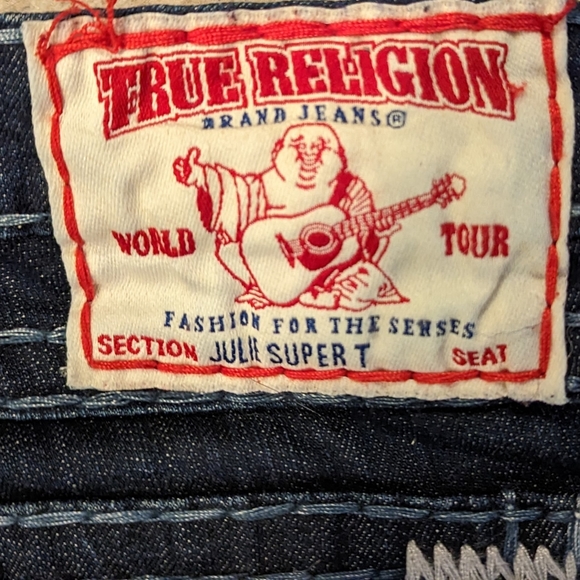 TRUE RELIGION
BRAND JEANS®
WORLD TOUR
FASHION FOR THE SENSES
SECTION JULIE SUPER T SEAT